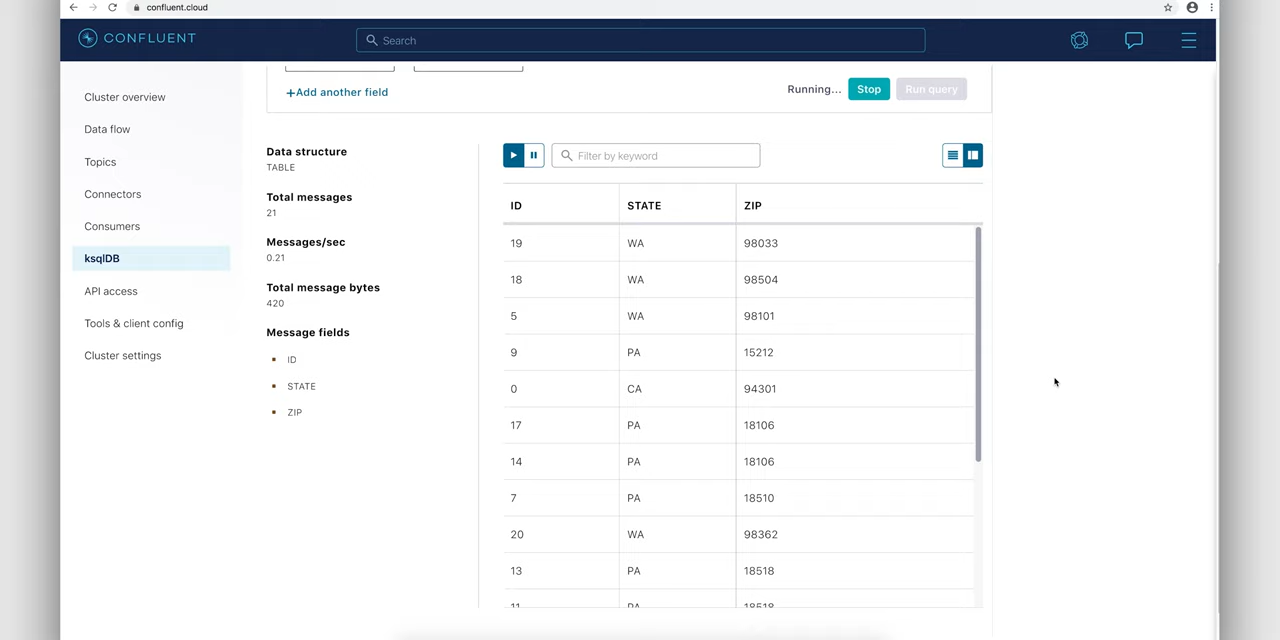 confluent.cloud
CONFLUENT
Search
Cluster overview
Data flow
Topics
Connectors
Consumers
ksqlDB
API access
Tools & client config
Cluster settings
+Add another field
Running...
Stop
Run query
Data structure
TABLE
Total messages
21
Messages/sec
0.21
Total message bytes
420
Message fields
ID
STATE
ZIP
Filter by keyword
ID STATE ZIP
19 WA 98033
18 WA 98504
5 WA 98101
9 PA 15212
0 CA 94301
17 PA 18106
14 PA 18106
7 PA 18510
20 WA 98362
13 PA 18518
11 PA 18518